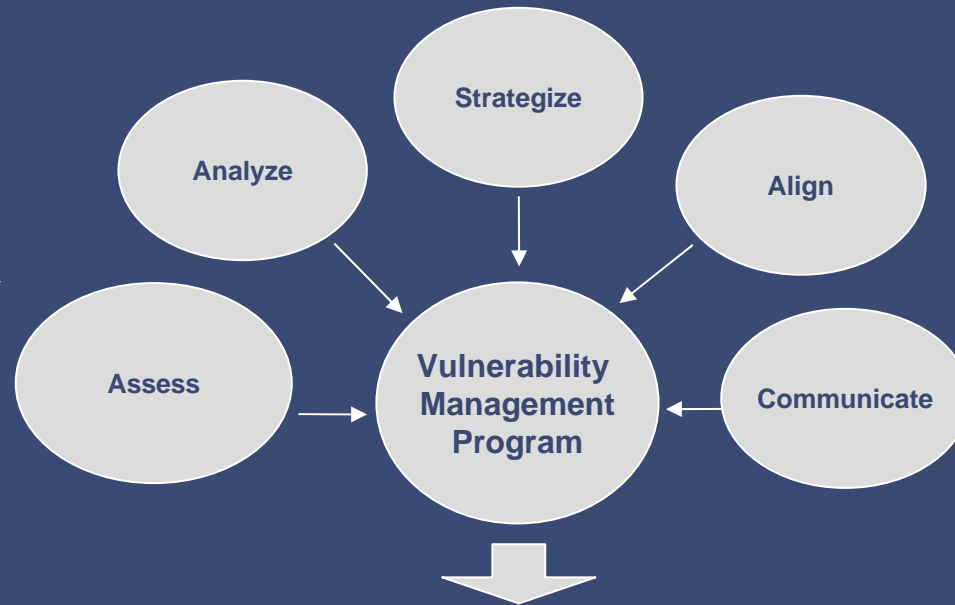 Strategize
Analyze
Align
Assess
Vulnerability
Management
Program
Communicate